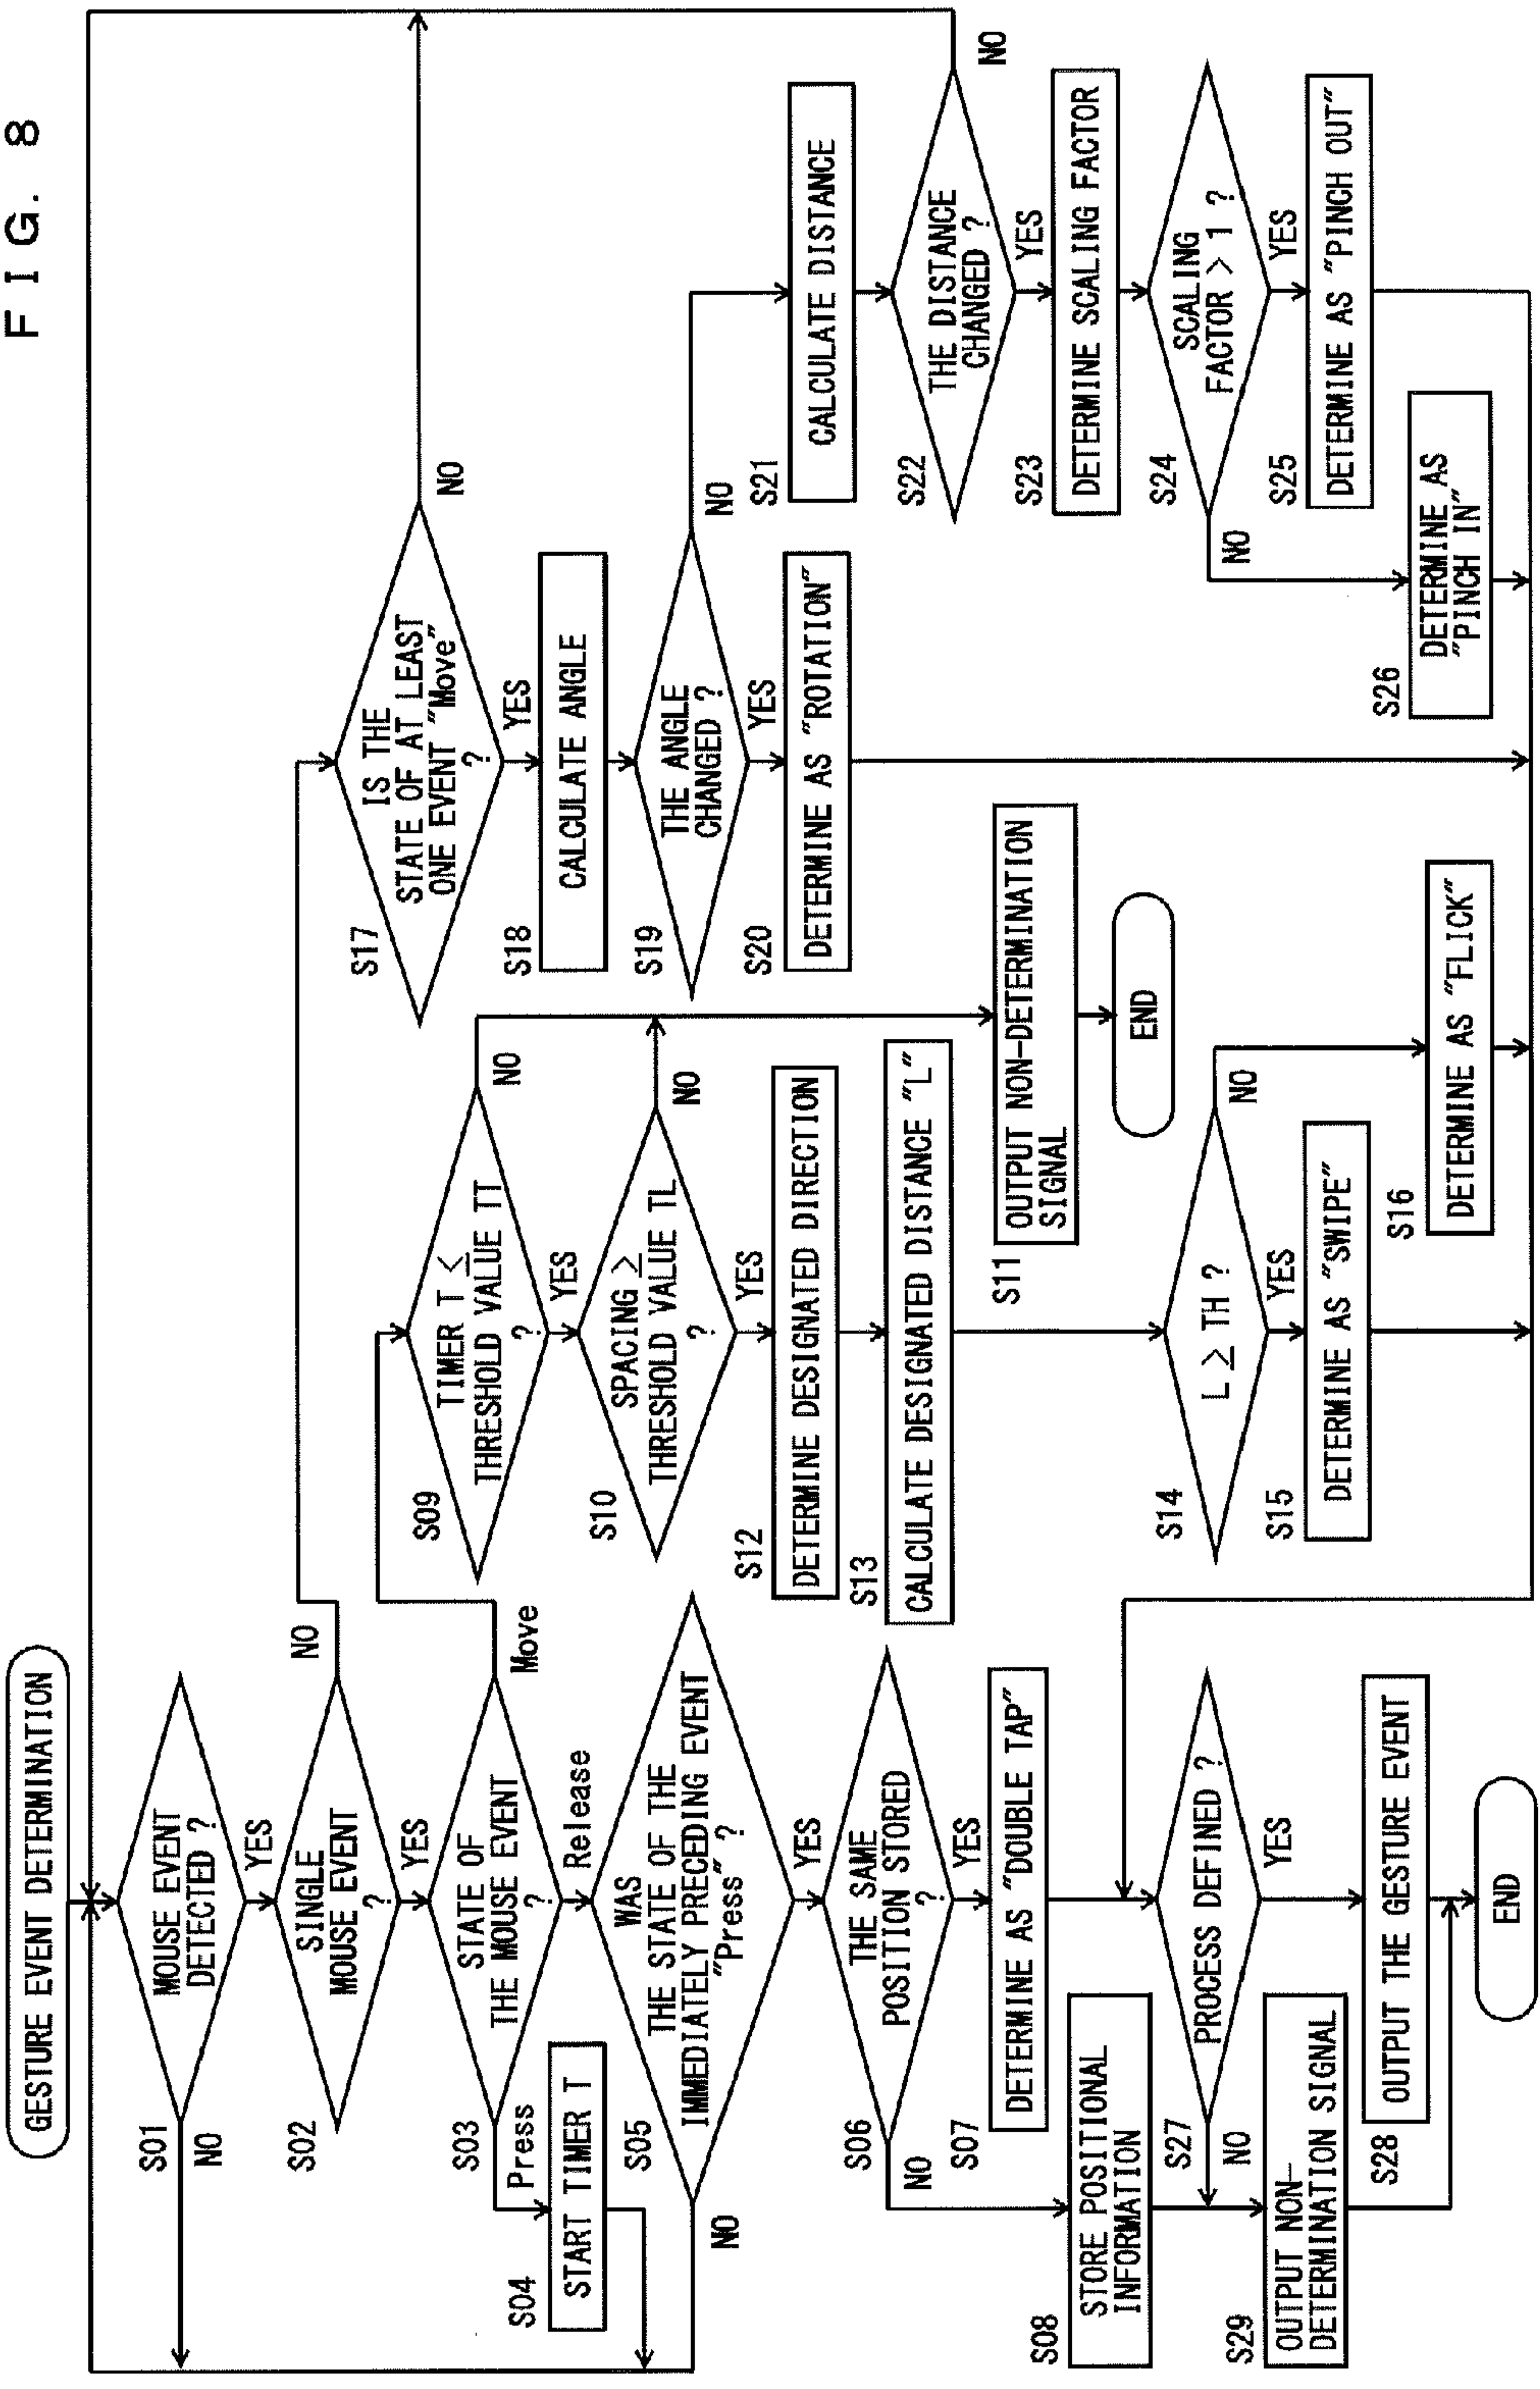 F I G. 8
GESTURE EVENT DETERMINATION
S01
MOUSE EVENT
DETECTED ?
NO
YES
S02
SINGLE
MOUSE EVENT
?
NO
YES
S03
STATE OF
THE MOUSE EVENT
?
Press
Move
Release
S04
START TIMER T
S05
WAS
THE STATE OF THE
IMMEDIATELY PRECEDING EVENT
"Press" ?
NO
YES
S06
THE SAME
POSITION STORED
?
NO
YES
S07
DETERMINE AS "DOUBLE TAP"
S08
STORE POSITIONAL
INFORMATION
S27
PROCESS DEFINED ?
NO
YES
S29
OUTPUT NON-
DETERMINATION SIGNAL
S28
OUTPUT THE GESTURE EVENT
END
S09
TIMER T ≤
THRESHOLD VALUE TT
?
NO
YES
S10
SPACING ≥
THRESHOLD VALUE TL
?
NO
YES
S12
DETERMINE DESIGNATED DIRECTION
S13
CALCULATE DESIGNATED DISTANCE "L"
S11
OUTPUT NON-DETERMINATION
SIGNAL
END
S14
L ≥ TH ?
NO
YES
S15
DETERMINE AS "SWIPE"
S16
DETERMINE AS "FLICK"
S17
IS THE
STATE OF AT LEAST
ONE EVENT "Move"
?
NO
YES
S18
CALCULATE ANGLE
S19
THE ANGLE
CHANGED ?
NO
YES
S20
DETERMINE AS "ROTATION"
S21
CALCULATE DISTANCE
S22
THE DISTANCE
CHANGED ?
NO
YES
S23
DETERMINE SCALING FACTOR
S24
SCALING
FACTOR > 1 ?
NO
YES
S25
DETERMINE AS "PINCH OUT"
S26
DETERMINE AS
"PINCH IN"